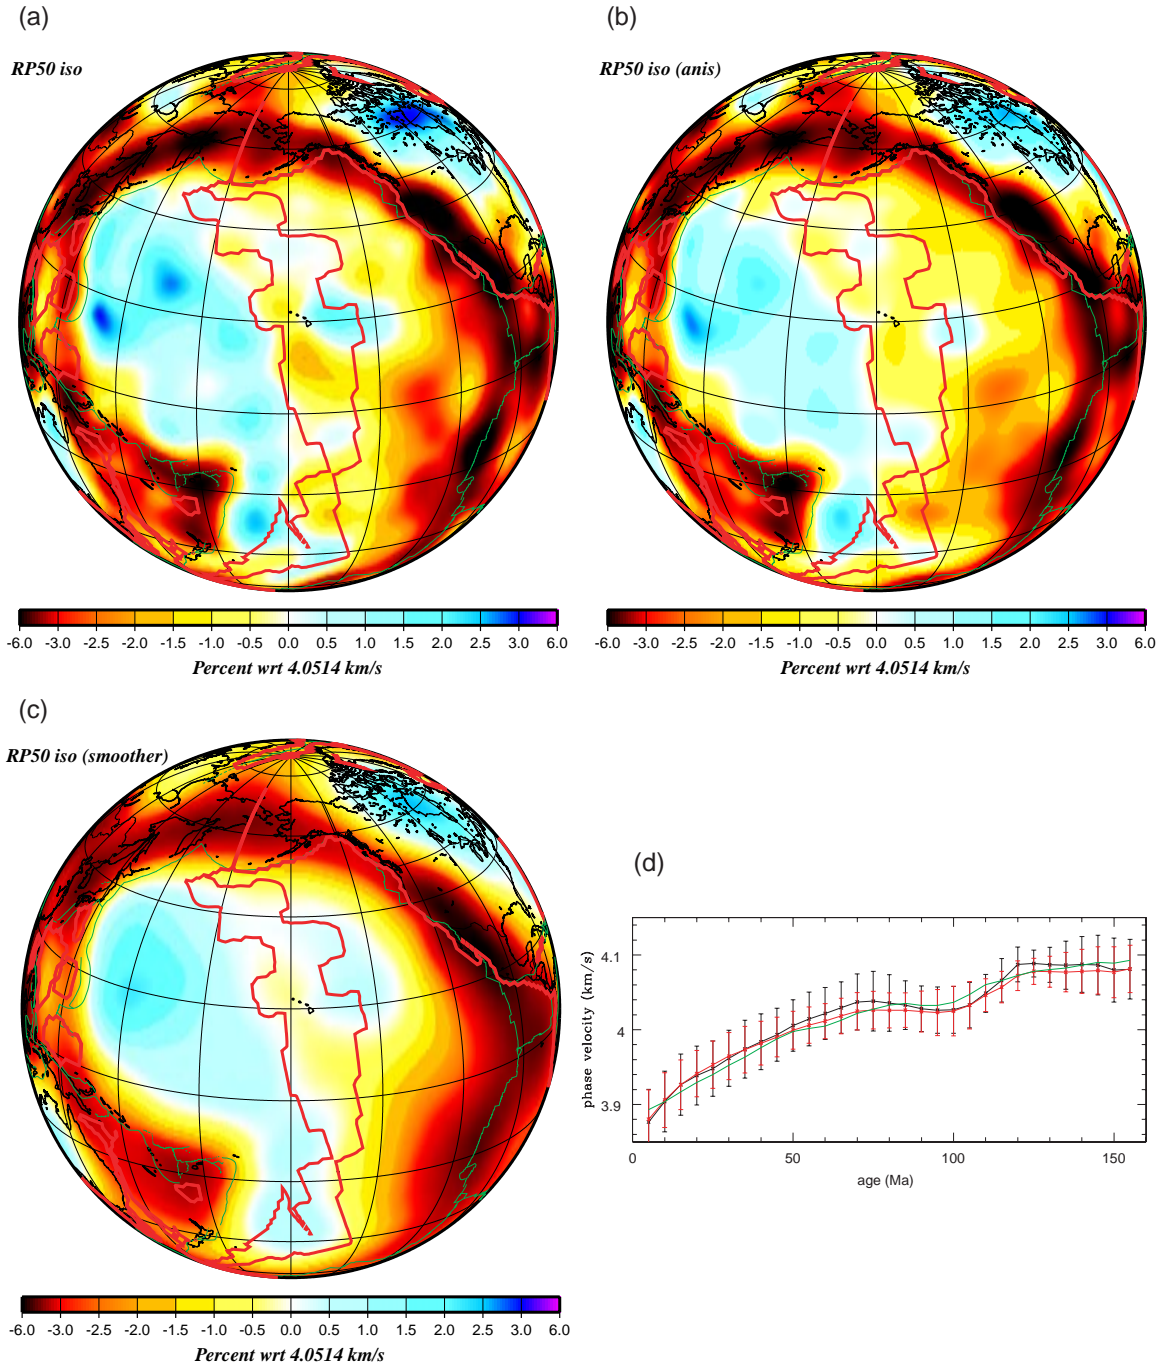 (a)
(b)
RP50 iso
RP50 iso (anis)
-6.0 -3.0 -2.5 -2.0 -1.5 -1.0 -0.5 0.0 0.5 1.0 1.5 2.0 2.5 3.0 6.0
Percent wrt 4.0514 km/s
-6.0 -3.0 -2.5 -2.0 -1.5 -1.0 -0.5 0.0 0.5 1.0 1.5 2.0 2.5 3.0 6.0
Percent wrt 4.0514 km/s
(c)
RP50 iso (smoother)
-6.0 -3.0 -2.5 -2.0 -1.5 -1.0 -0.5 0.0 0.5 1.0 1.5 2.0 2.5 3.0 6.0
Percent wrt 4.0514 km/s
(d)
4.1
4
3.9
phase velocity (km/s)
0 50 100 150
age (Ma)